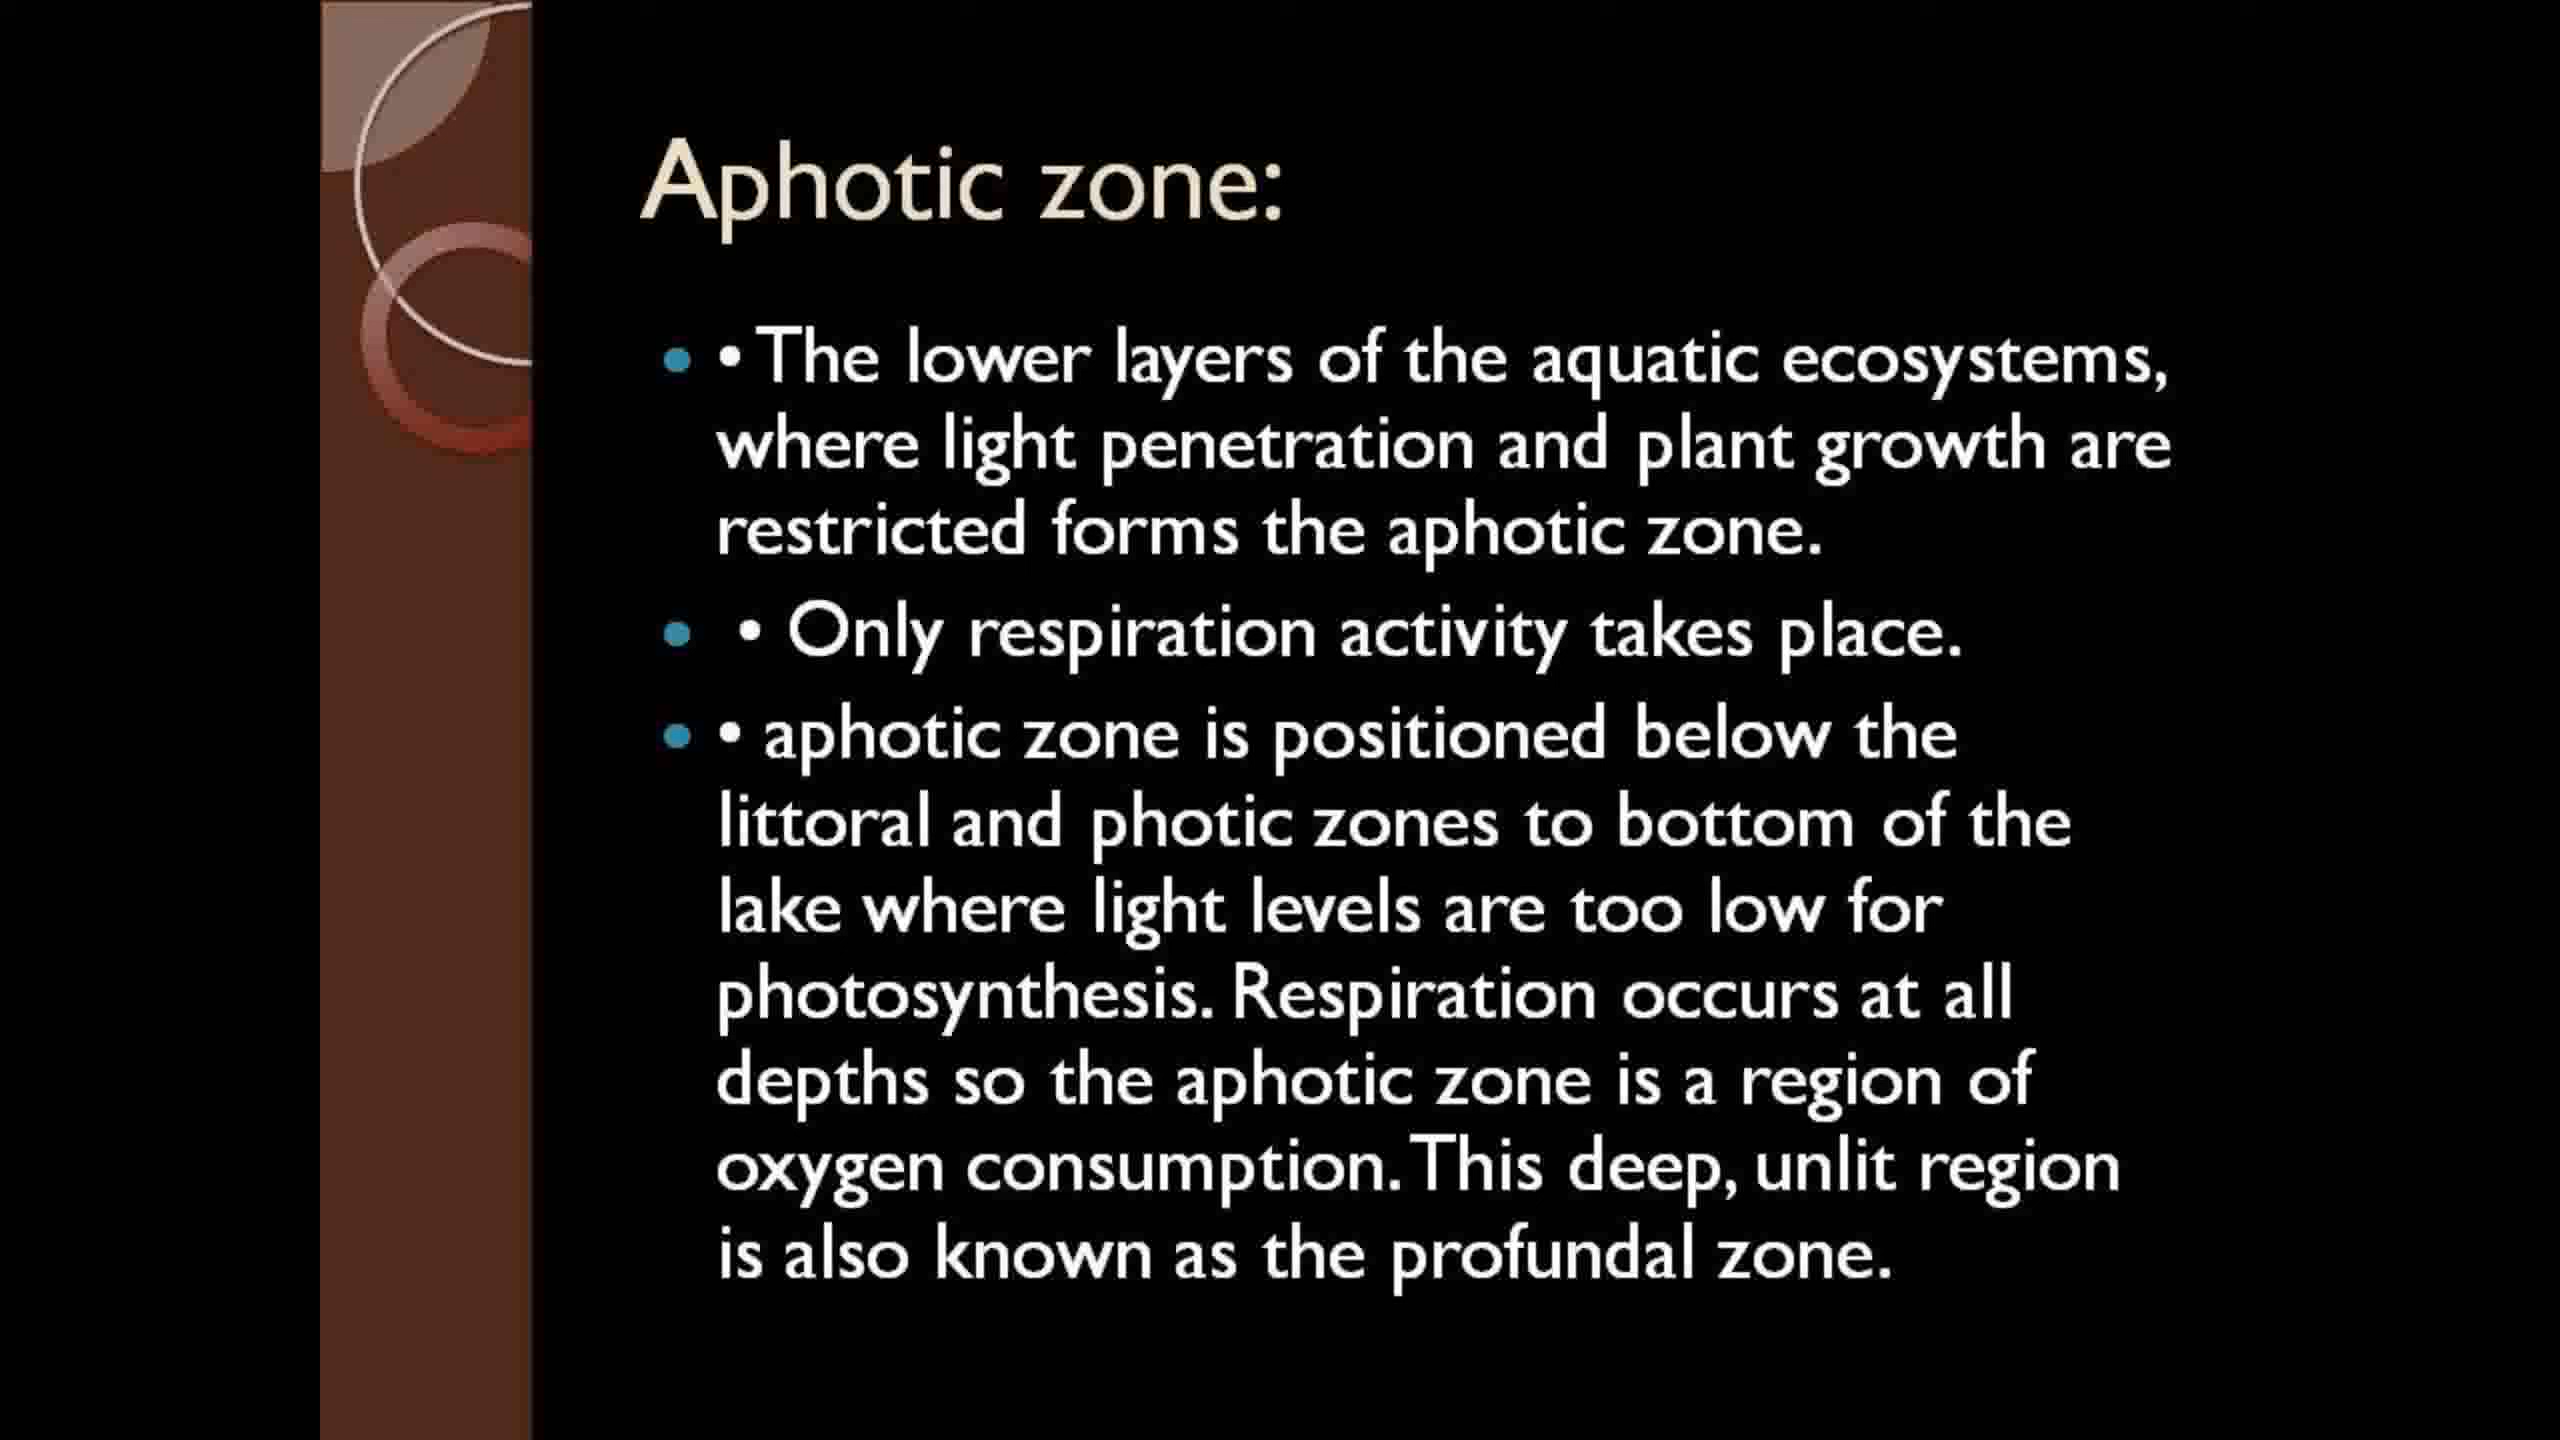 Aphotic zone:
• • The lower layers of the aquatic ecosystems,
where light penetration and plant growth are
restricted forms the aphotic zone.
• • Only respiration activity takes place.
• • aphotic zone is positioned below the
littoral and photic zones to bottom of the
lake where light levels are too low for
photosynthesis. Respiration occurs at all
depths so the aphotic zone is a region of
oxygen consumption. This deep, unlit region
is also known as the profundal zone.